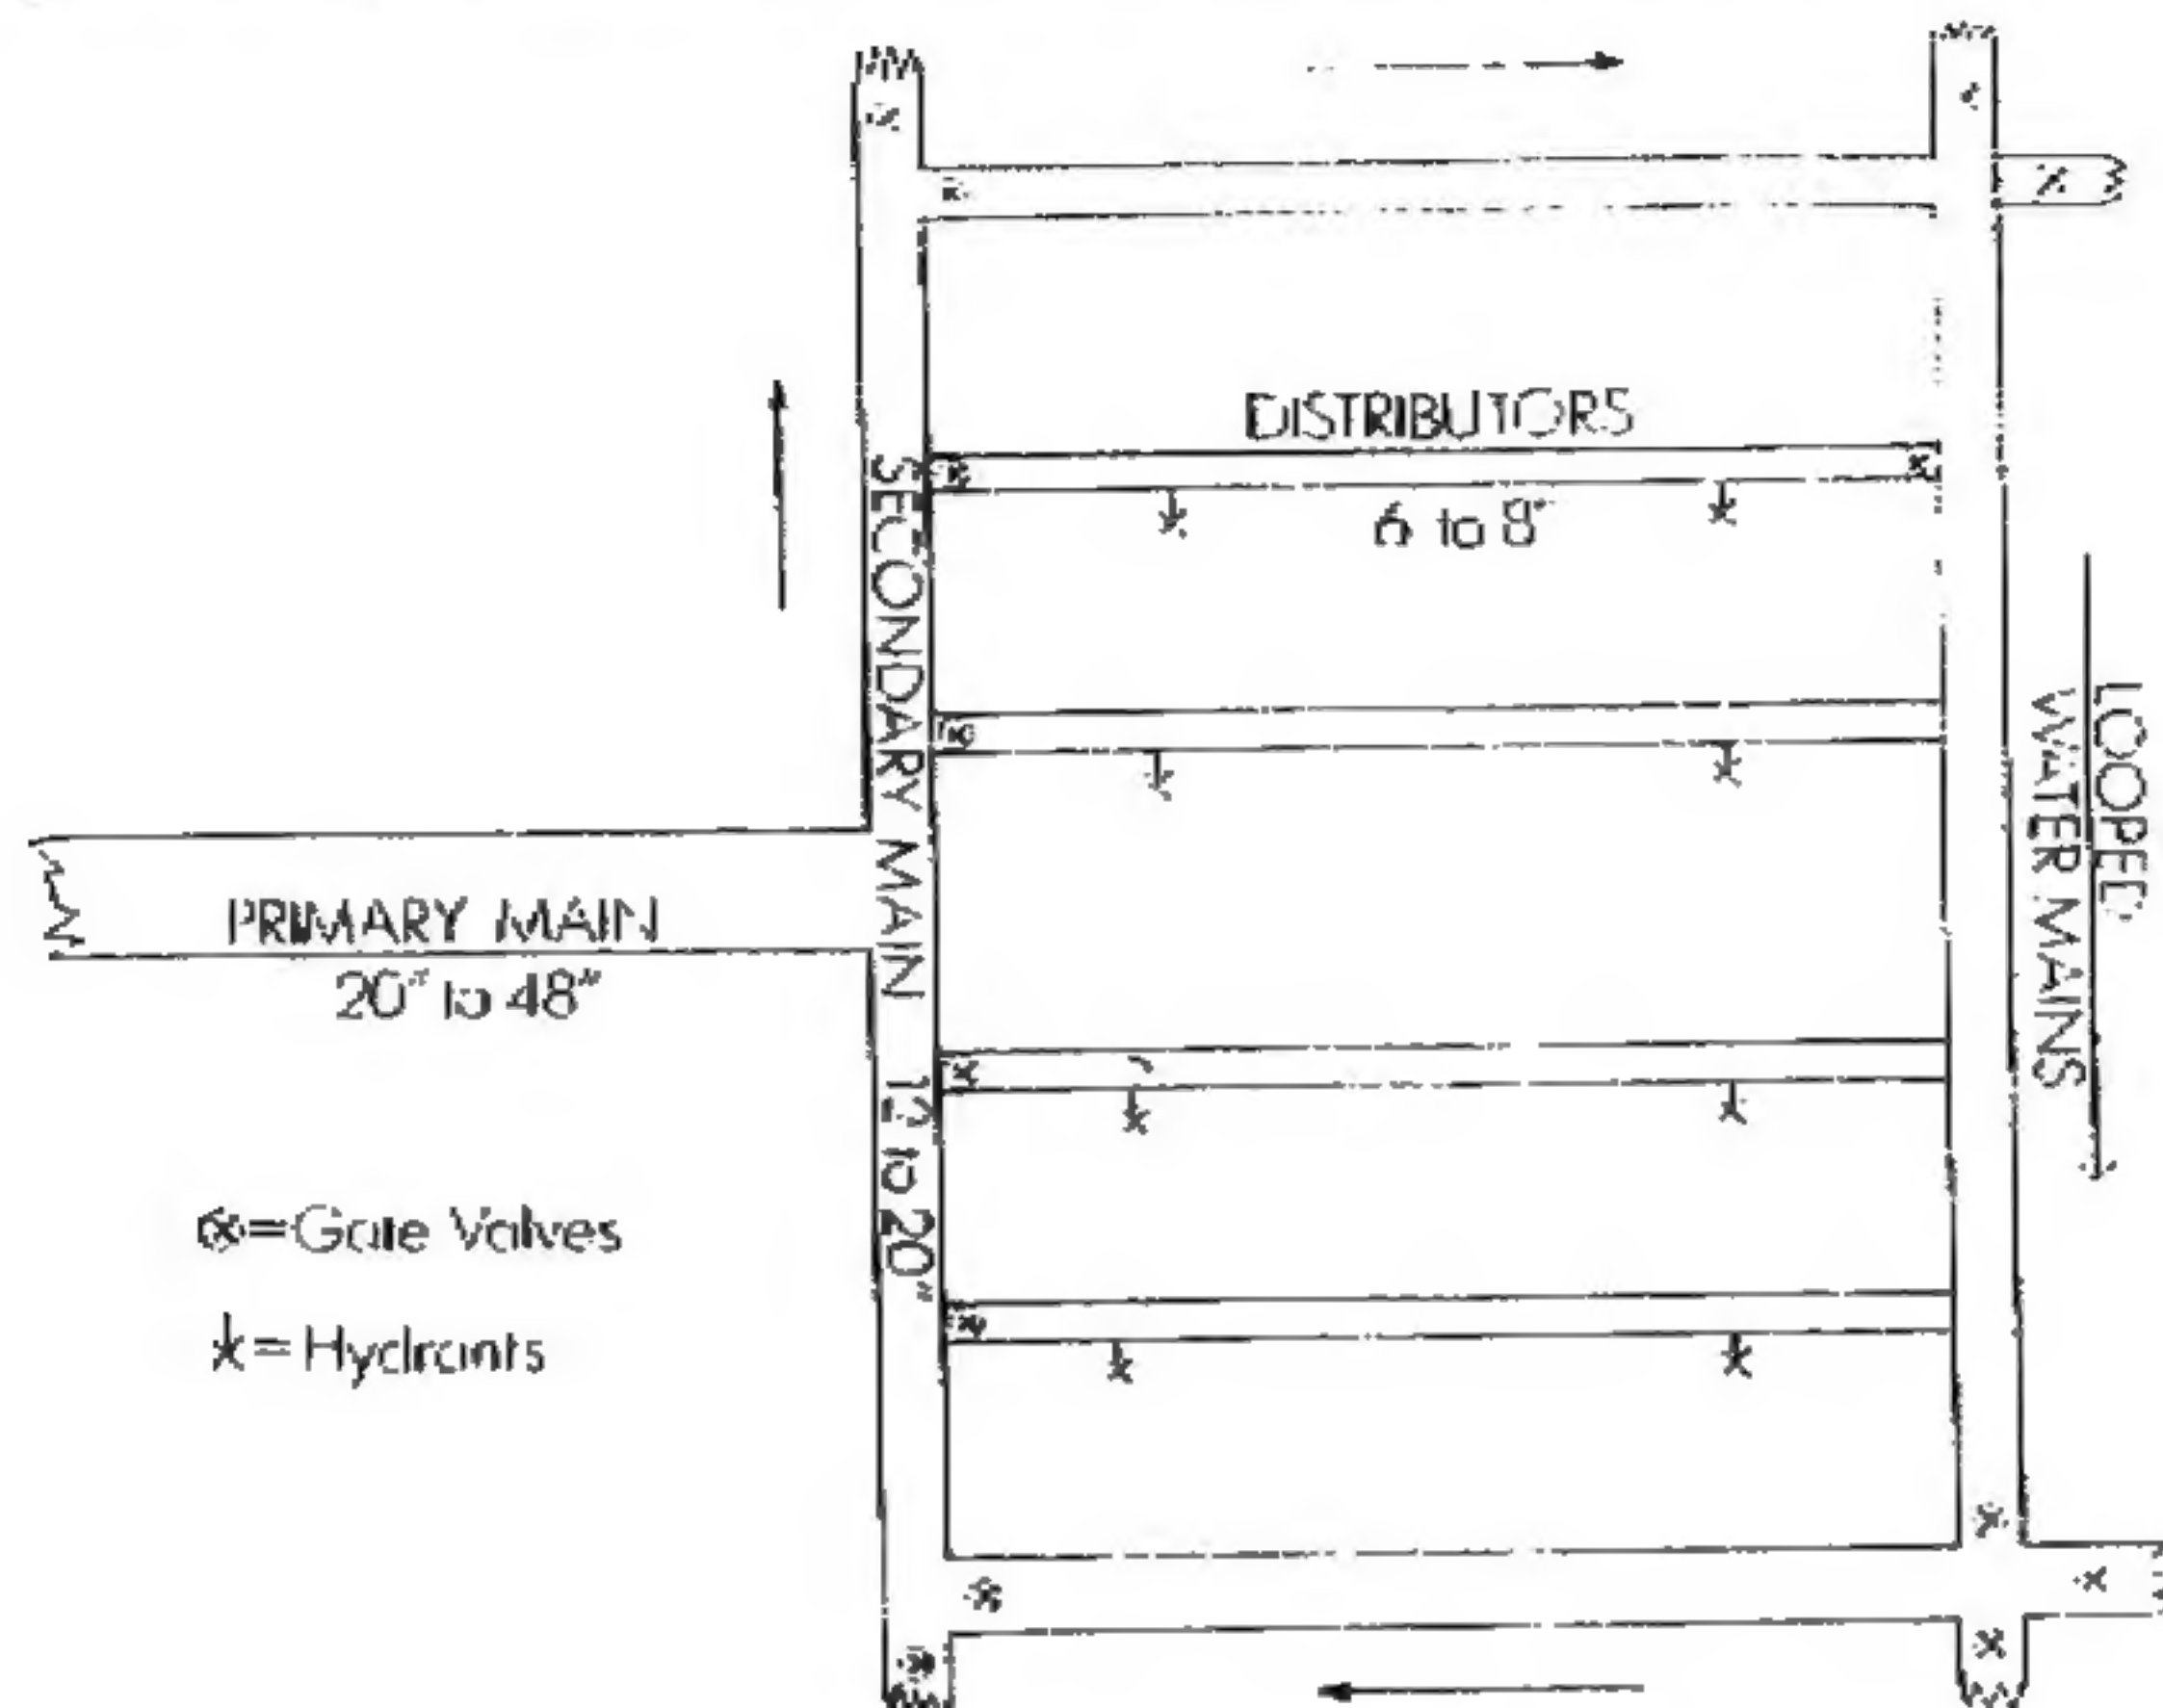 DISTRIBUTORS
6 to 8"
SECONDARY MAIN 12 to 20"
LOOPED
WATER MAINS
PRIMARY MAIN
20" to 48"
=Gate Valves
= Hydrants